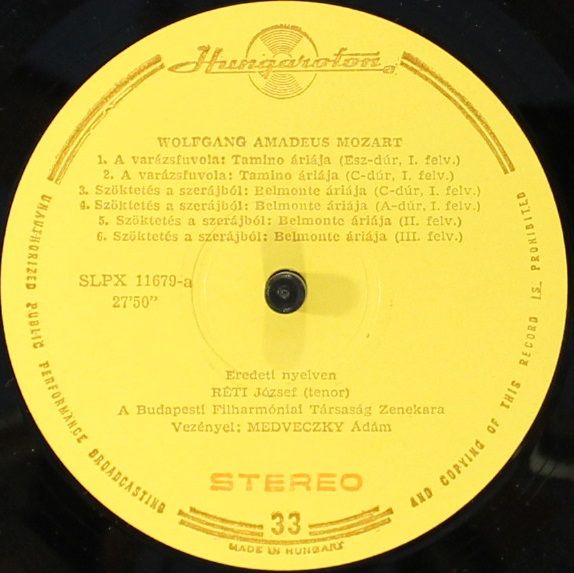 Hungaroton
WOLFGANG AMADEUS MOZART
1. A varázsfuvola: Tamino áriája (Esz-dúr, I. felv.)
2. A varázsfuvola: Tamino áriája (C-dúr, I. felv.)
3. Szöktetés a szerájból: Belmonte áriája (C-dúr, I. felv.)
4. Szöktetés a szerájból: Belmonte áriája (A-dúr, I. felv.)
5. Szöktetés a szerájból: Belmonte áriája (II. felv.)
6. Szöktetés a szerájból: Belmonte áriája (III. felv.)
SLPX 11679-a
27'50"
Eredeti nyelven
RÉTI József (tenor)
A Budapesti Filharmóniai Társaság Zenekara
Vezényel: MEDVECZKY Ádám
STEREO
33
MADE IN HUNGARY
UNAUTHORIZED PUBLIC PERFORMANCE BROADCASTING
AND COPYING OF THIS RECORD IS PROHIBITED